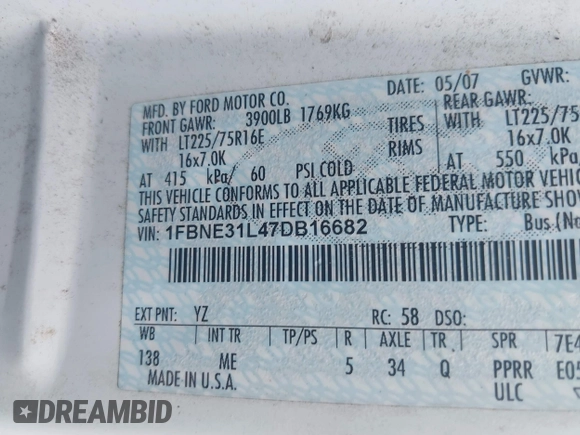 MFD. BY FORD MOTOR CO.
DATE: 05/07 GVWR:
FRONT GAWR: 3900LB 1769KG
REAR GAWR:
WITH LT225/75R16E TIRES WITH LT225/75
16x7.0K RIMS 16x7.0K
AT 415 kPa/ 60 PSI COLD AT 550 kPa
THIS VEHICLE CONFORMS TO ALL APPLICABLE FEDERAL MOTOR VEHIC
SAFETY STANDARDS IN EFFECT ON THE DATE OF MANUFACTURE SHOW
VIN: 1FBNE31L47DB16682 TYPE: Bus(No
EXT PNT: YZ RC: 58 DSO:
WB INT TR TP/PS R AXLE TR SPR 7E4
138 ME 5 34 Q PPRR E05
MADE IN U.S.A. ULC
DREAMBID